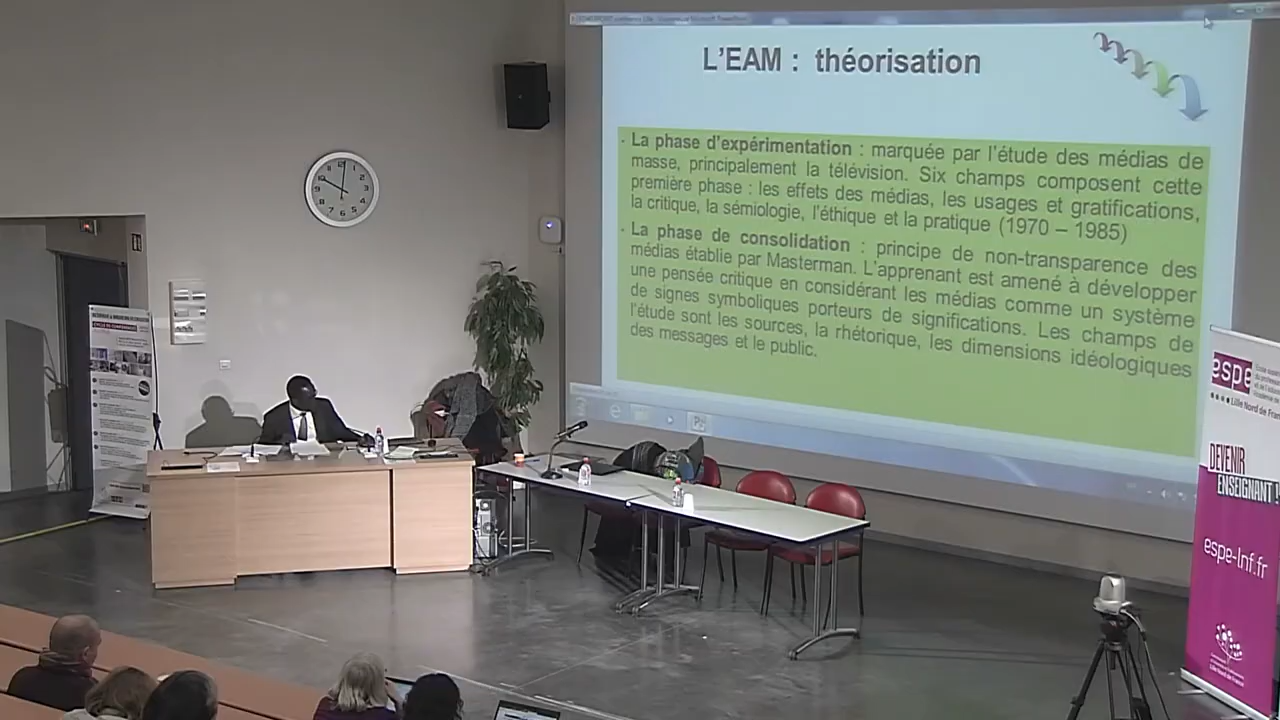 L'EAM : théorisation
- La phase d'expérimentation : marquée par l'étude des médias de
masse, principalement la télévision. Six champs composent cette
première phase : les effets des médias, les usages et gratifications,
la critique, la sémiologie, l'éthique et la pratique (1970 – 1985)
- La phase de consolidation : principe de non-transparence des
médias établie par Masterman. L'apprenant est amené à développer
une pensée critique en considérant les médias comme un système
de signes symboliques porteurs de significations. Les champs de
l'étude sont les sources, la rhétorique, les dimensions idéologiques
des messages et le public.
CYCLE DE CONFÉRENCES
espe
Lille Nord de
DEVENIR
ENSEIGNANT !
espe-lnf.fr